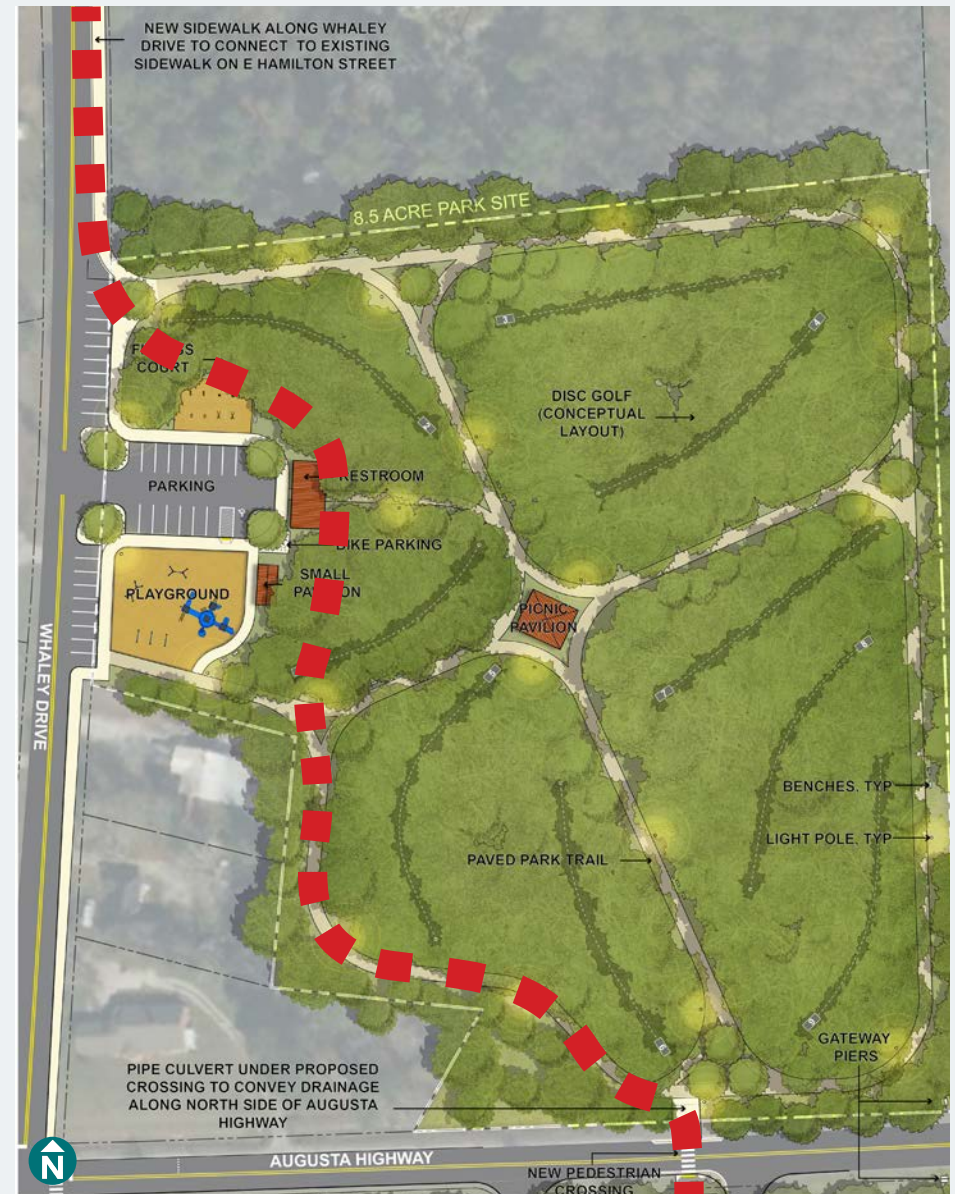 NEW SIDEWALK ALONG WHALEY
DRIVE TO CONNECT TO EXISTING
SIDEWALK ON E HAMILTON STREET
8.5 ACRE PARK SITE
COURT
DISC GOLF
(CONCEPTUAL
LAYOUT)
RESTROOM
PARKING
BIKE PARKING
SMALL
PLAYGROUND
PICNIC
PAVILION
WHALEY DRIVE
BENCHES, TYP
LIGHT POLE, TYP
PAVED PARK TRAIL
GATEWAY
PIERS
PIPE CULVERT UNDER PROPOSED
CROSSING TO CONVEY DRAINAGE
ALONG NORTH SIDE OF AUGUSTA
HIGHWAY
N
AUGUSTA HIGHWAY
NEW PEDESTRIAN
CROSSING